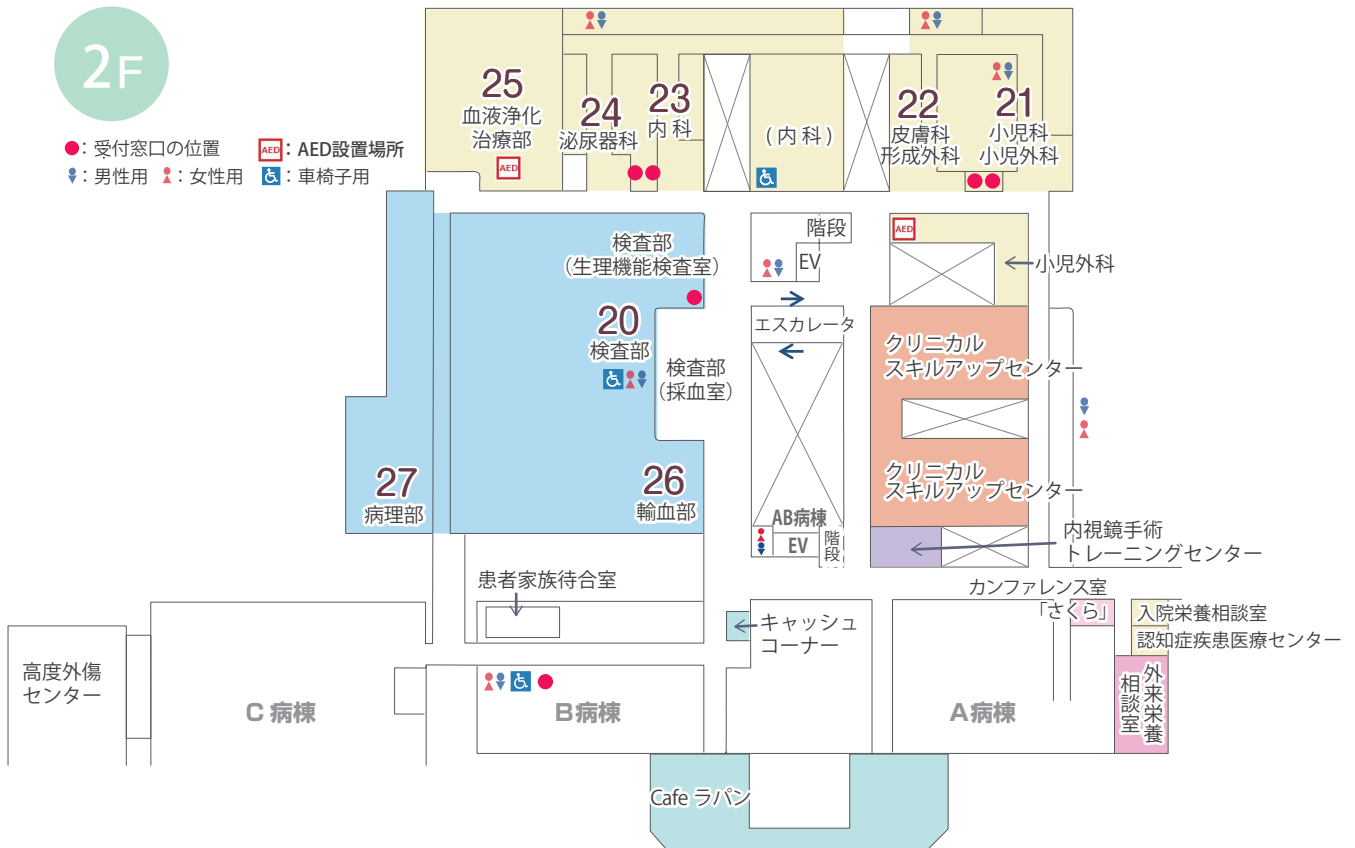 2F
：受付窓口の位置
AED
：AED設置場所
：男性用
：女性用
：車椅子用
25
血液浄化
治療部
AED
24
泌尿器科
23
内 科
（内 科）
22
皮膚科
形成外科
21
小児科
小児外科
検査部
（生理機能検査室）
20
検査部
検査部
（採血室）
階段
EV
エスカレータ
AED
小児外科
クリニカル
スキルアップセンター
クリニカル
スキルアップセンター
27
病理部
26
輸血部
AB病棟
EV
階段
内視鏡手術
トレーニングセンター
患者家族待合室
キャッシュ
コーナー
カンファレンス室
「さくら」
入院栄養相談室
認知症疾患医療センター
外来栄養
相談室
高度外傷
センター
C 病棟
B病棟
A病棟
Cafe ラパン